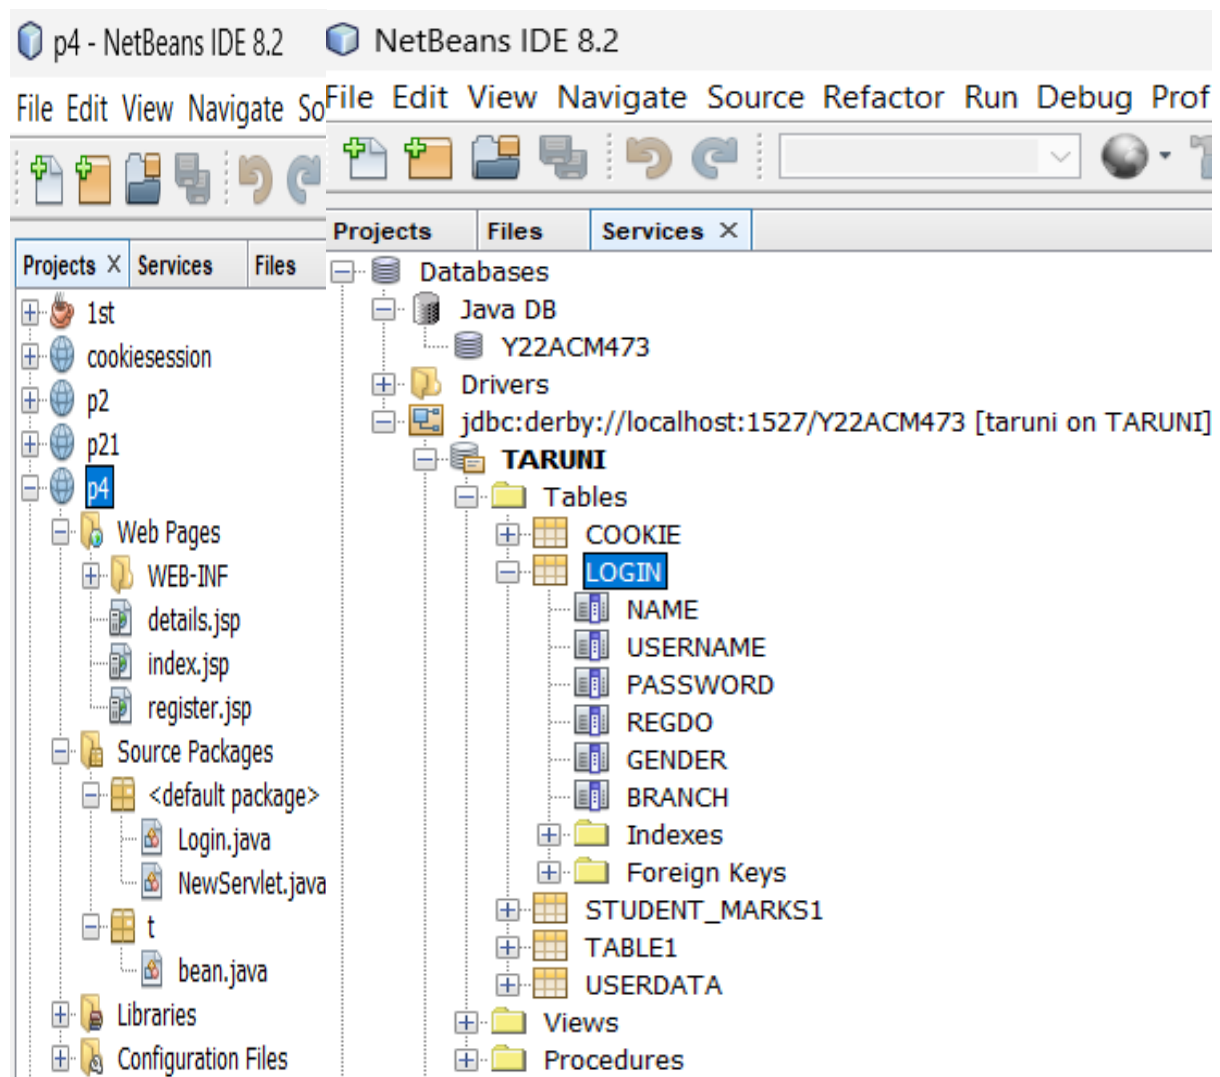 p4 - NetBeans IDE 8.2
File Edit View Navigate So
Projects Services Files
1st
cookiesession
p2
p21
p4
Web Pages
WEB-INF
details.jsp
index.jsp
register.jsp
Source Packages
<default package>
Login.java
NewServlet.java
t
bean.java
Libraries
Configuration Files
NetBeans IDE 8.2
File Edit View Navigate Source Refactor Run Debug Prof
Projects Files Services
Databases
Java DB
Y22ACM473
Drivers
jdbc:derby://localhost:1527/Y22ACM473 [taruni on TARUNI]
TARUNI
Tables
COOKIE
LOGIN
NAME
USERNAME
PASSWORD
REGDO
GENDER
BRANCH
Indexes
Foreign Keys
STUDENT_MARKS1
TABLE1
USERDATA
Views
Procedures